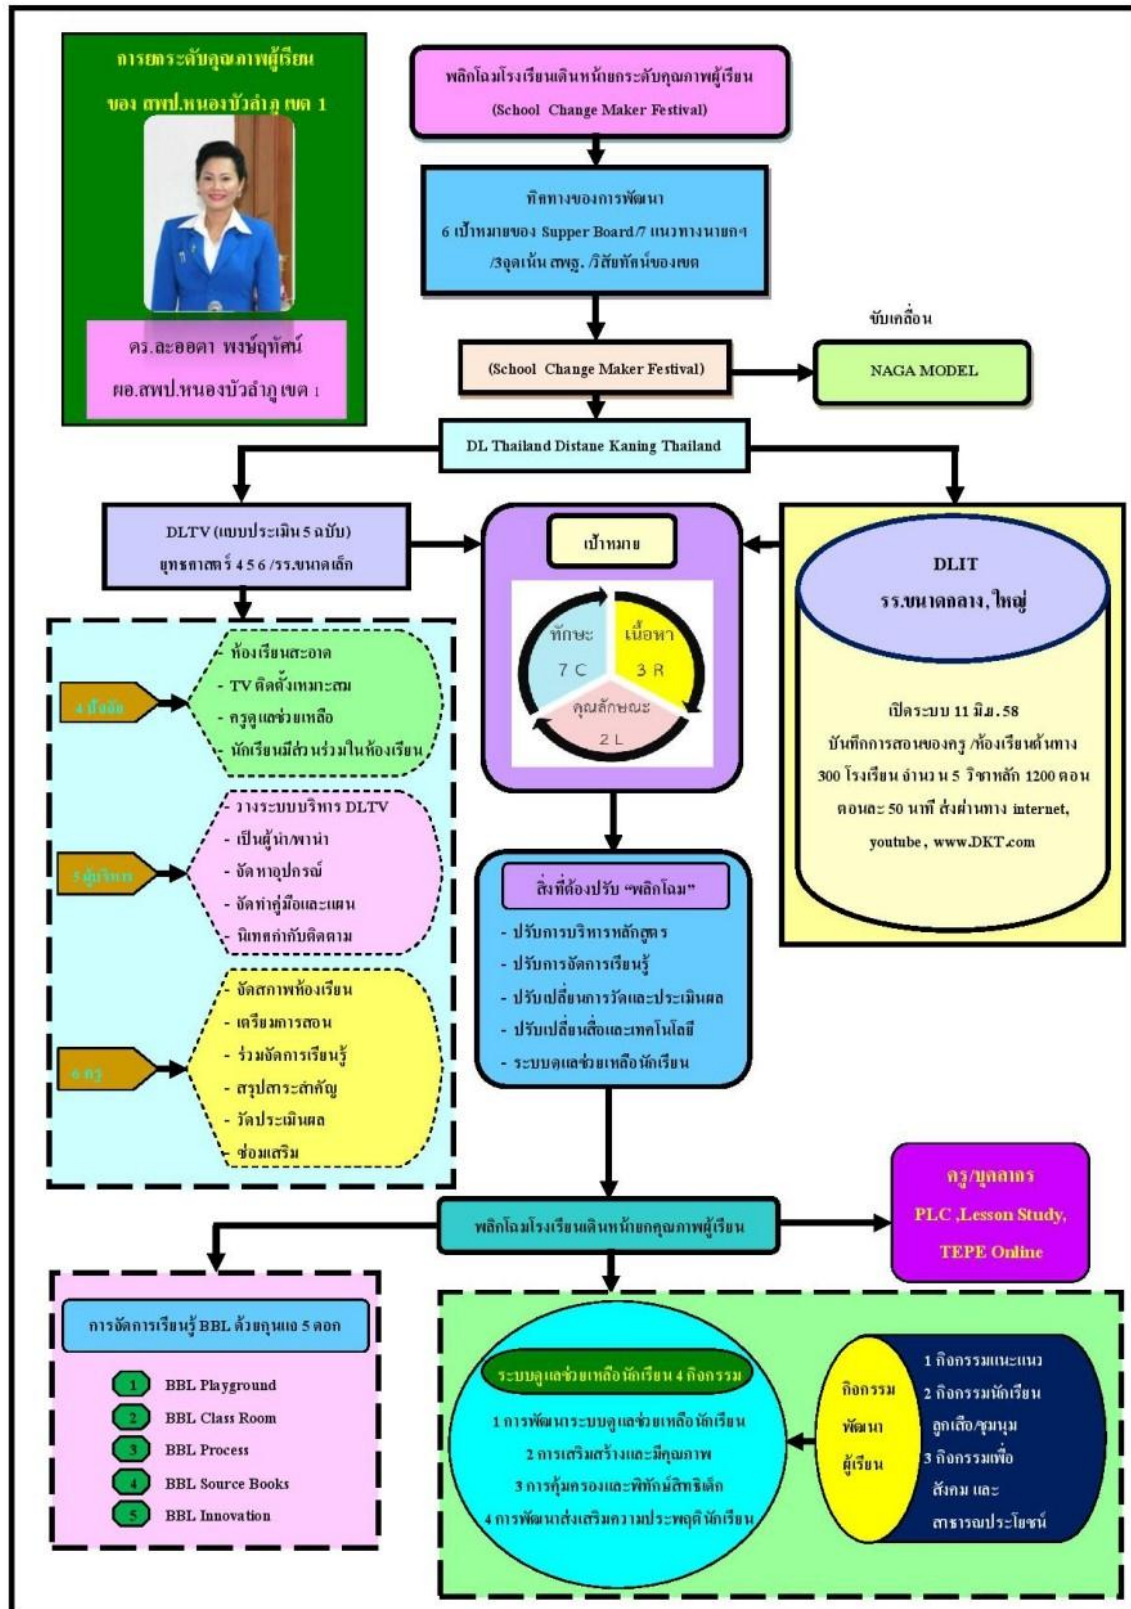 การยกระดับคุณภาพผู้เรียน
ของ สพป.หนองบัวลำภู เขต 1
ดร.ละออตา พงษ์ฤทัศน์
ผอ.สพป.หนองบัวลำภู เขต 1
พลิกโฉมโรงเรียนเดินหน้ายกระดับคุณภาพผู้เรียน
(School Change Maker Festival)
ทิศทางของการพัฒนา
6 เป้าหมายของ Supper Board/7 แนวทางนายกฯ
/3จุดเน้น สพฐ. /วิสัยทัศน์ของเขต
(School Change Maker Festival)
ขับเคลื่อน
NAGA MODEL
DL Thailand Distane Kaning Thailand
DLTV (แบบประเมิน 5 ฉบับ)
ยุทธศาสตร์ 4 5 6 /รร.ขนาดเล็ก
4 ปัจจัย
- ห้องเรียนสะอาด
- TV ติดตั้งเหมาะสม
- ครูดูแลช่วยเหลือ
- นักเรียนมีส่วนร่วมในห้องเรียน
5 ผู้บริหาร
- วางระบบบริหาร DLTV
- เป็นผู้นำ/พานำ
- จัดหาอุปกรณ์
- จัดทำคู่มือและแผน
- นิเทศกำกับติดตาม
6 ครู
- จัดสภาพห้องเรียน
- เตรียมการสอน
- ร่วมจัดการเรียนรู้
- สรุปสาระสำคัญ
- วัดประเมินผล
- ซ่อมเสริม
เป้าหมาย
ทักษะ
7 C
เนื้อหา
3 R
คุณลักษณะ
2 L
DLIT
รร.ขนาดกลาง, ใหญ่
เปิดระบบ 11 มิ.ย. 58
บันทึกการสอนของครู /ห้องเรียนต้นทาง
300 โรงเรียน จำนวน 5 วิชาหลัก 1200 ตอน
ตอนละ 50 นาที ส่งผ่านทาง internet,
youtube , www.DKT.com
สิ่งที่ต้องปรับ “พลิกโฉม”
- ปรับการบริหารหลักสูตร
- ปรับการจัดการเรียนรู้
- ปรับเปลี่ยนการวัดและประเมินผล
- ปรับเปลี่ยนสื่อและเทคโนโลยี
- ระบบดูแลช่วยเหลือนักเรียน
พลิกโฉมโรงเรียนเดินหน้ายกคุณภาพผู้เรียน
ครู/บุคลากร
PLC ,Lesson Study,
TEPE Online
การจัดการเรียนรู้ BBL ด้วยกุนแจ 5 ดอก
1 BBL Playground
2 BBL Class Room
3 BBL Process
4 BBL Source Books
5 BBL Innovation
ระบบดูแลช่วยเหลือนักเรียน 4 กิจกรรม
1 การพัฒนาระบบดูแลช่วยเหลือนักเรียน
2 การเสริมสร้างและมีคุณภาพ
3 การคุ้มครองและพิทักษ์สิทธิเด็ก
4 การพัฒนาส่งเสริมความประพฤตินักเรียน
กิจกรรม
พัฒนา
ผู้เรียน
1 กิจกรรมแนะแนว
2 กิจกรรมนักเรียน
ลูกเสือ/ชุมนุม
3 กิจกรรมเพื่อ
สังคม และ
สาธารณประโยชน์